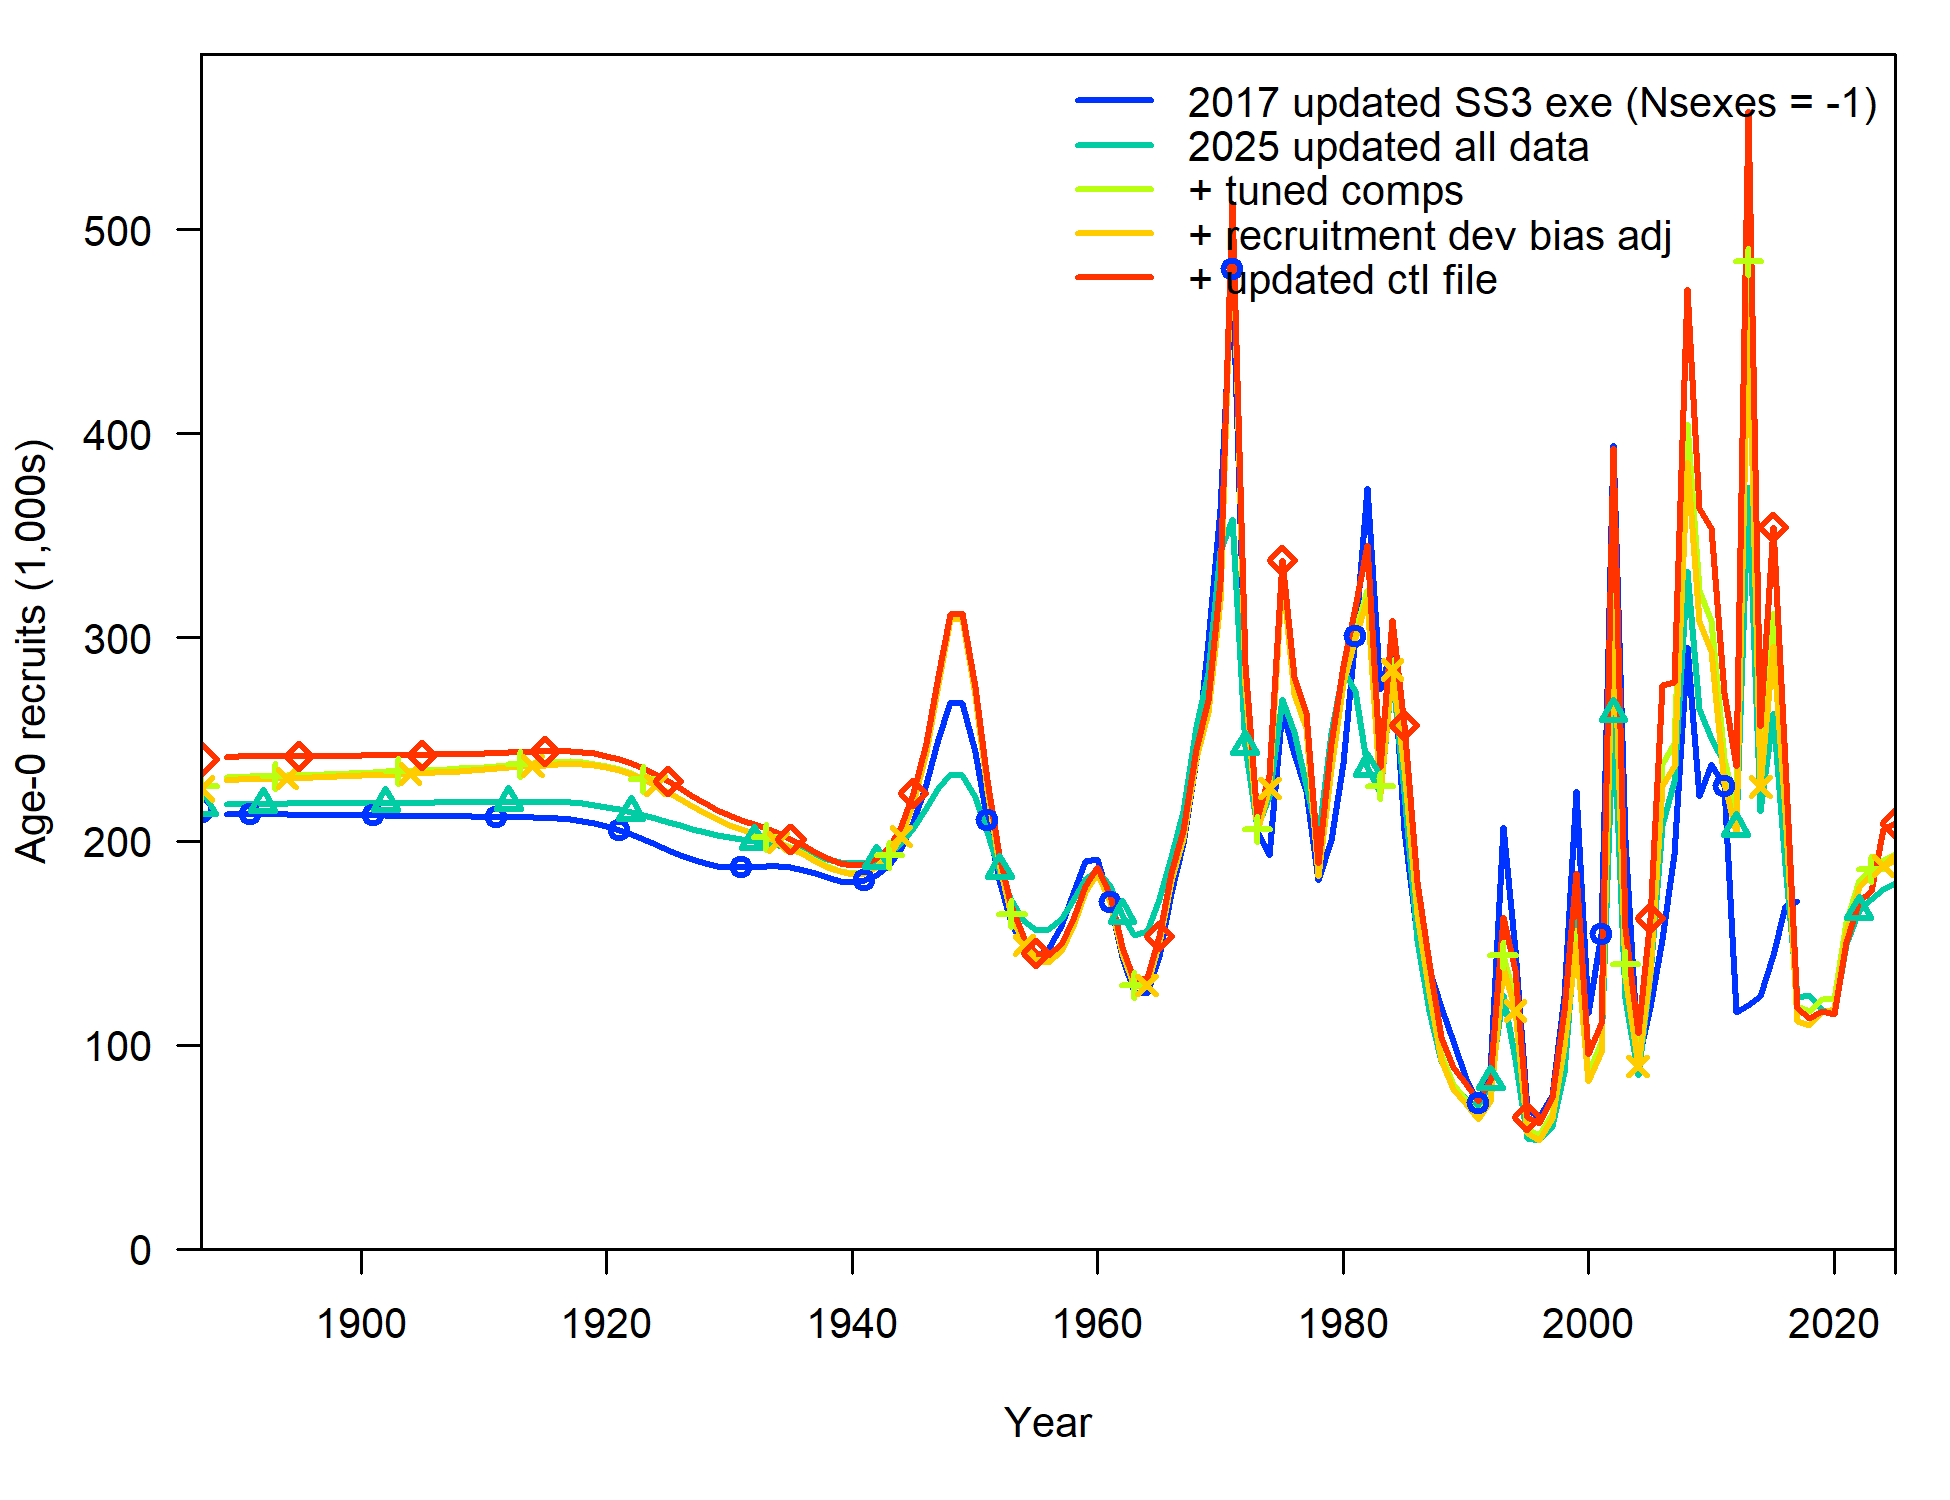 2017 updated SS3 exe (Nsexes = -1)
2025 updated all data
+ tuned comps
+ recruitment dev bias adj
+ updated ctl file
Age-0 recruits (1,000s)
500
400
300
200
100
0
1900 1920 1940 1960 1980 2000 2020
Year